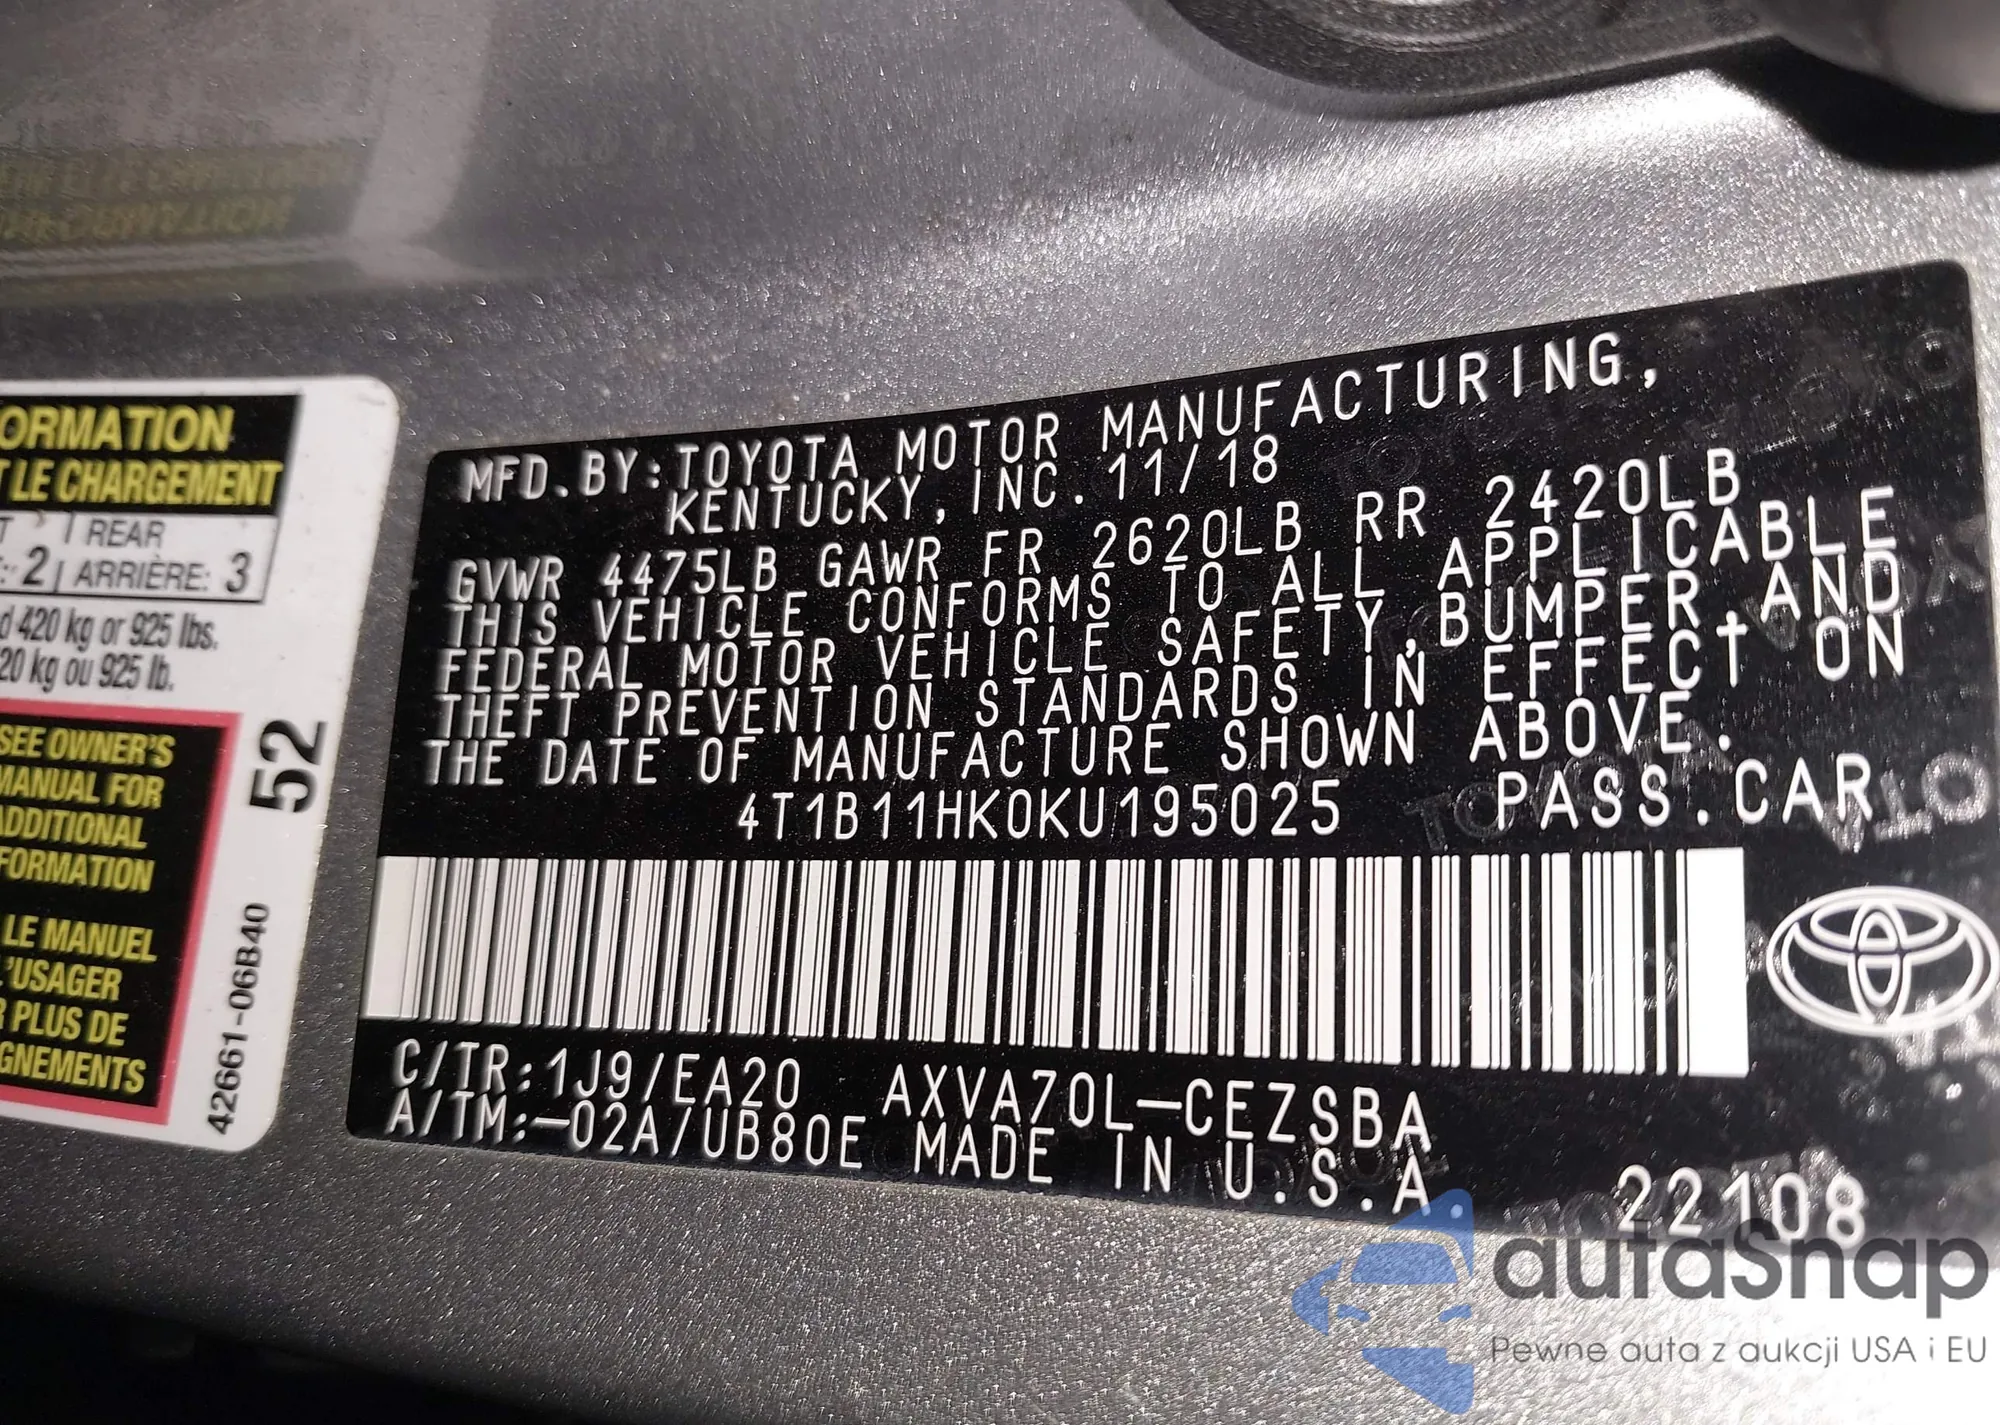 ORMATION
T LE CHARGEMENT
T REAR
: 2 ARRIÈRE: 3
d 420 kg or 925 lbs.
20 kg ou 925 lb.
SEE OWNER'S
MANUAL FOR
ADDITIONAL
FORMATION
LE MANUEL
L'USAGER
R PLUS DE
GNEMENTS
52
42661-06B40
MFD.BY:TOYOTA MOTOR MANUFACTURING,
KENTUCKY,INC.11/18
GVWR 4475LB GAWR FR 2620LB RR 2420LB
THIS VEHICLE CONFORMS TO ALL APPLICABLE
FEDERAL MOTOR VEHICLE SAFETY,BUMPER,AND
THEFT PREVENTION STANDARDS IN EFFECT ON
THE DATE OF MANUFACTURE SHOWN ABOVE.
4T1B11HK0KU195025 PASS.CAR
C/TR:1J9/EA20 AXVA70L-CEZSBA
A/TM:-02A/UB80E MADE IN U.S.A
22108
autaSnap
Pewne auta z aukcji USA i EU